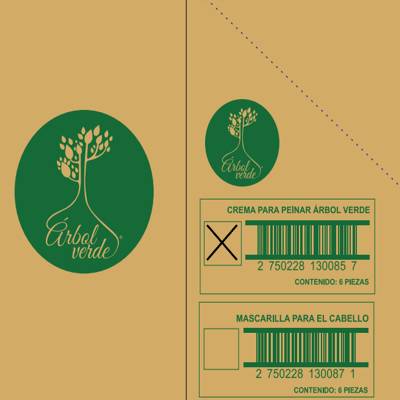 Árbol
verde®
Árbol
verde
CREMA PARA PEINAR ÁRBOL VERDE
2 750228 130085 7
CONTENIDO: 6 PIEZAS
MASCARILLA PARA EL CABELLO
2 750228 130087 1
CONTENIDO: 6 PIEZAS